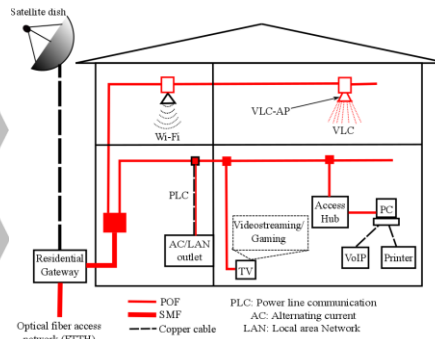 Satellite dish
Wi-Fi
VLC-AP
VLC
PLC
Residential
Gateway
AC/LAN
outlet
Videostreaming/
Gaming
TV
Access
Hub
PC
VoIP
Printer
POF
SMF
Copper cable
PLC: Power line communication
AC: Alternating current
LAN: Local area Network
Optical fiber access
network (FTTH)